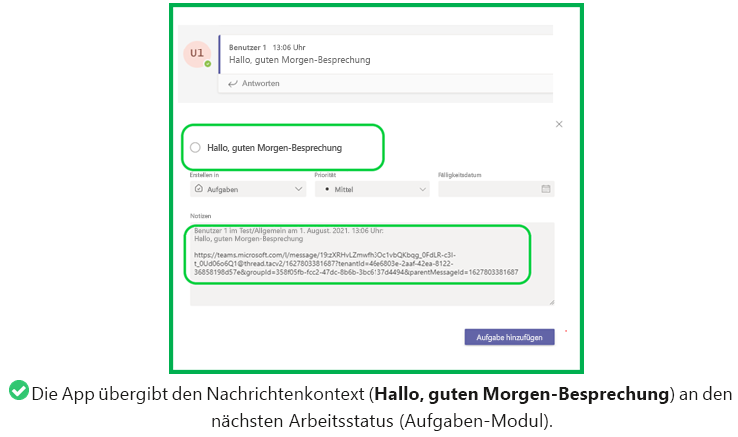 U1
Benutzer 1 13:06 Uhr
Hallo, guten Morgen-Besprechung
Antworten
Hallo, guten Morgen-Besprechung
Erstellen in Priorität Fälligkeitsdatum
Aufgaben Mittel
Notizen
Benutzer 1 im Test/Allgemein am 1. August. 2021. 13:06 Uhr.
Hallo, guten Morgen-Besprechung
https://teams.microsoft.com/l/message/19:zXRHvLZmwfhJOc1vbQKbqg_0FdLR-c3I-
t_0Ud06o6Q1@thread.tacv2/1627803381687?tenantId=46e6803e-2aaf-42ea-8122-
36858198d57e&groupId=358f05fb-fcc2-47dc-8b6b-3bc6137d4494&parentMessageId=1627803381687
Aufgabe hinzufügen
Die App übergibt den Nachrichtenkontext (Hallo, guten Morgen-Besprechung) an den
nächsten Arbeitsstatus (Aufgaben-Modul).